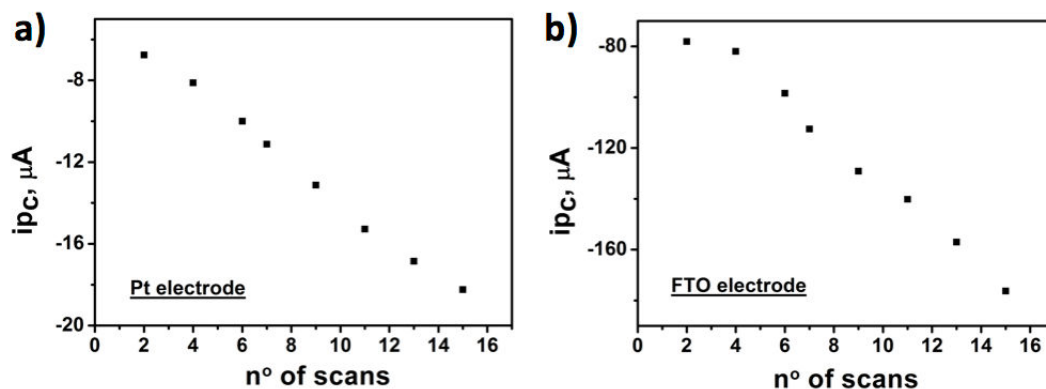 a)
ipc, µA
-8
-12
-16
-20
0 2 4 6 8 10 12 14 16
nº of scans
Pt electrode
b)
ipc, µA
-80
-120
-160
0 2 4 6 8 10 12 14 16
nº of scans
FTO electrode